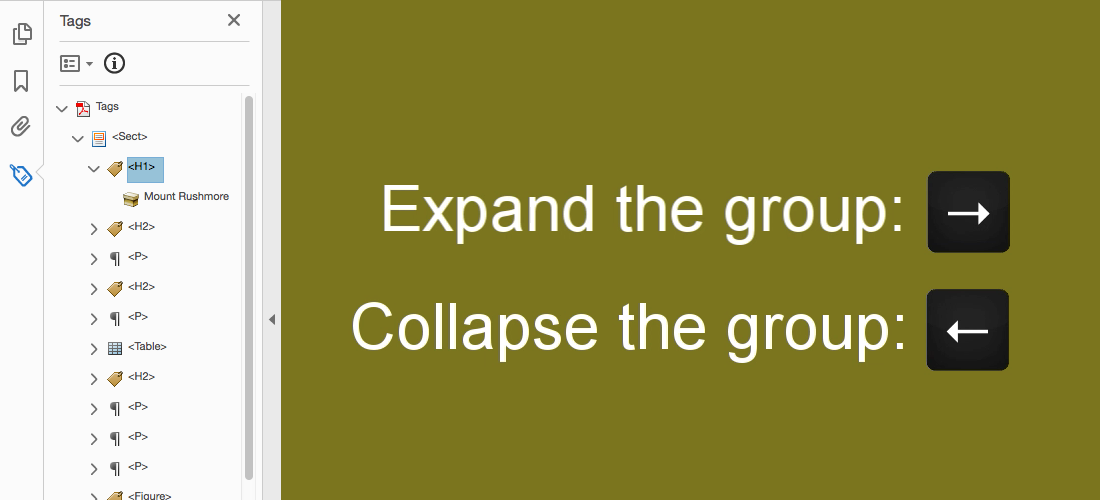 Tags
Tags
<Sect>
<H1>
Mount Rushmore
<H2>
<P>
<H2>
<P>
<Table>
<H2>
<P>
<P>
<P>
<Figure>
Expand the group: →
Collapse the group: ←